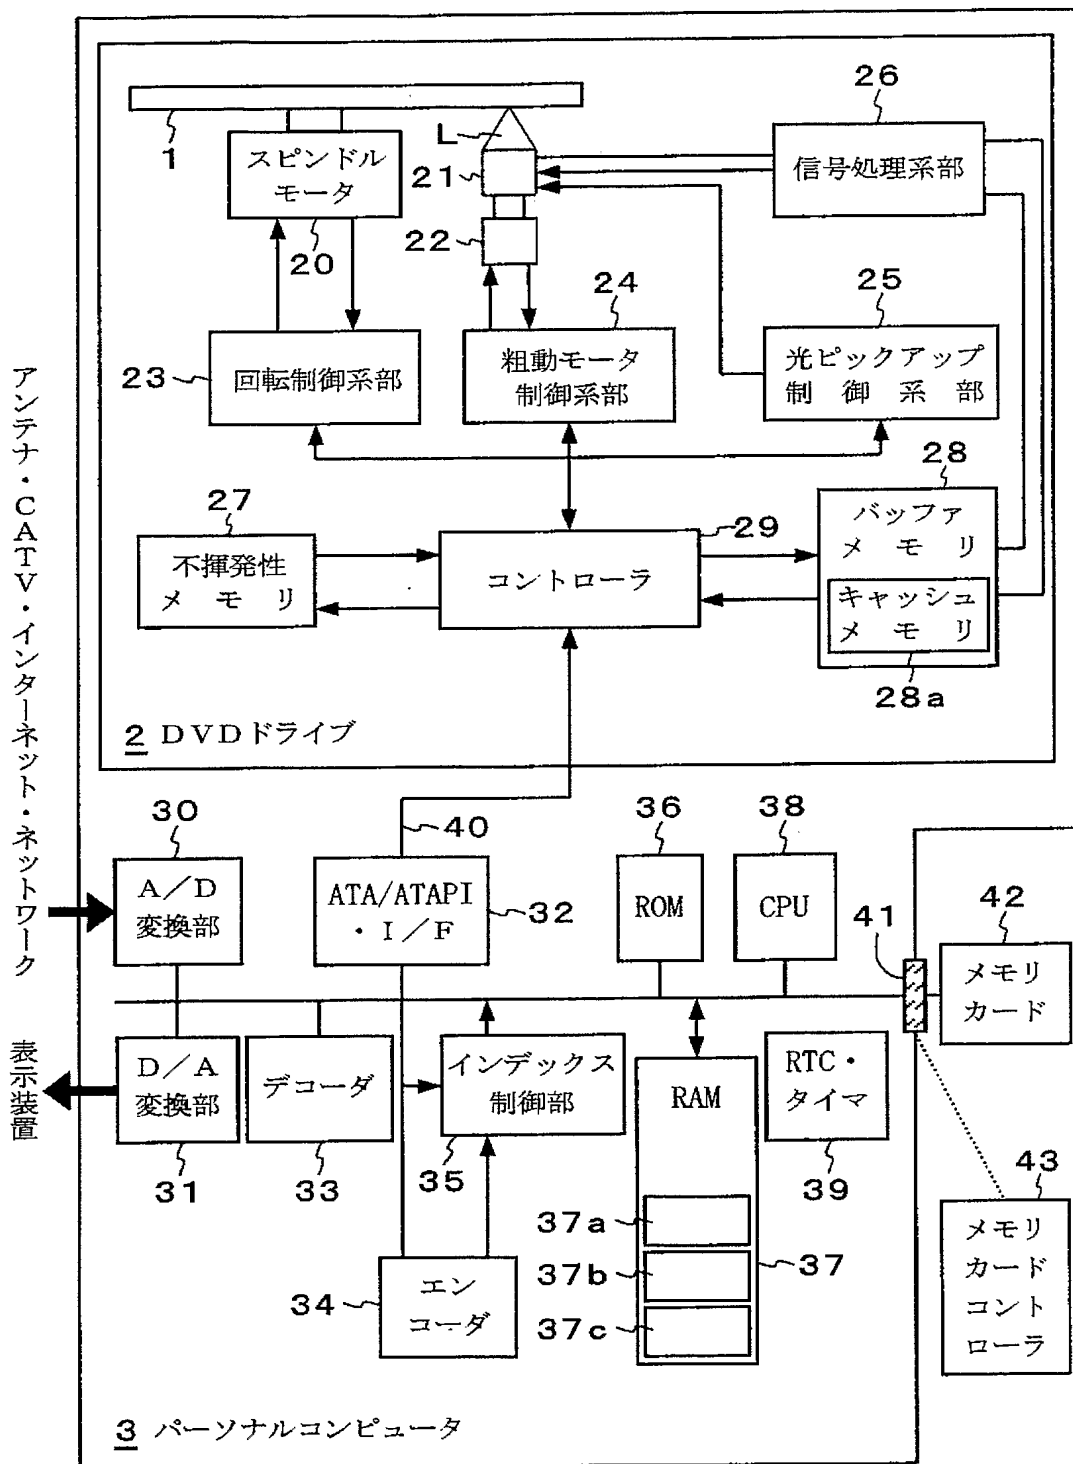 26
1
スピンドル
モータ
L
21
信号処理系部
20
22
24
25
23
回転制御系部
粗動モータ
制御系部
光ピックアップ
制御系部
27
29
28
不揮発性
メモリ
コントローラ
バッファ
メモリ
キャッシュ
メモリ
28a
2 DVDドライブ
アンテナ・CATV・インターネット・ネットワーク
30
40
36
38
A/D
変換部
ATA/ATAPI
・I/F
32
ROM
CPU
41
42
メモリ
カード
表示装置
D/A
変換部
デコーダ
インデックス
制御部
RAM
RTC・
タイマ
31
33
35
39
43
37a
37b
37c
37
34
エン
コーダ
メモリ
カード
コント
ローラ
3 パーソナルコンピュータ